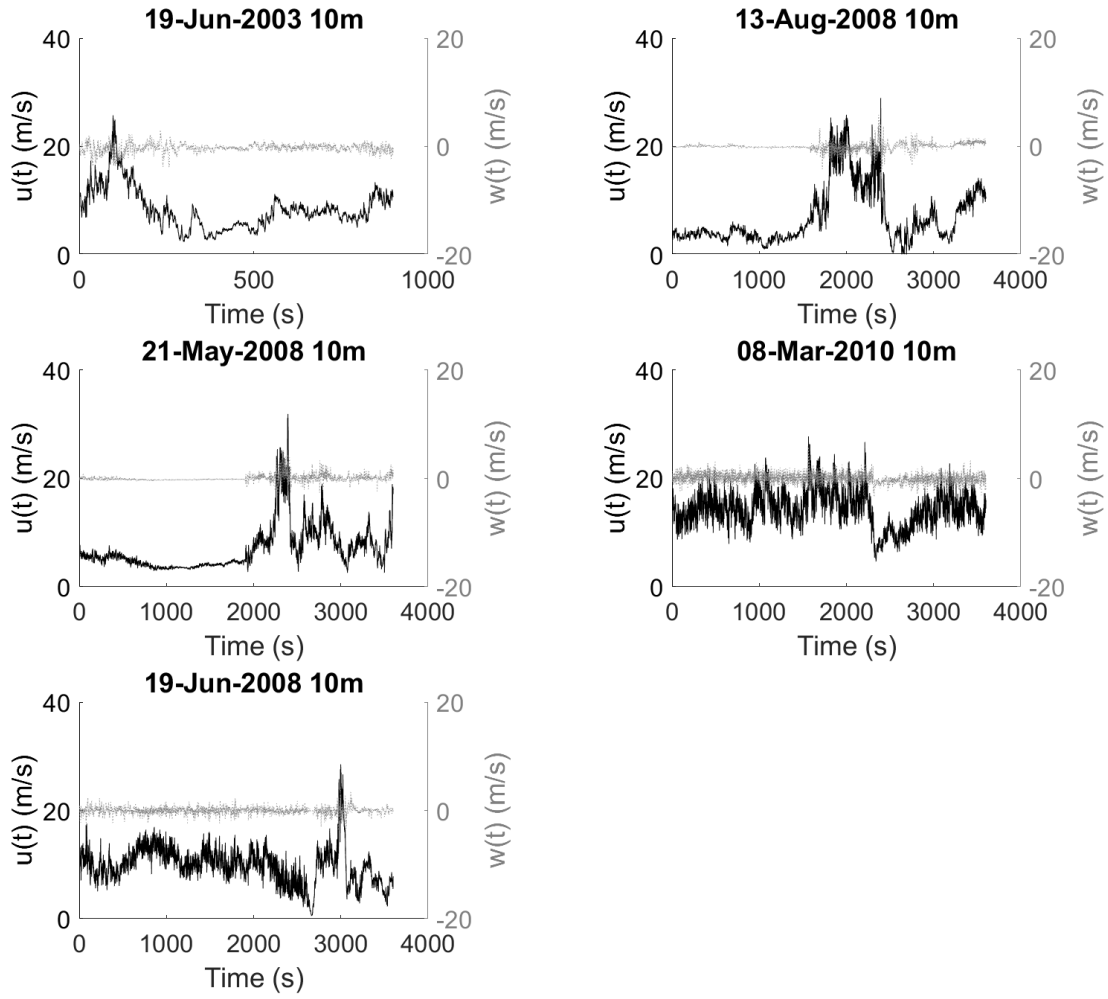 19-Jun-2003 10m
40
20
0
u(t) (m/s)
20
0
-20
w(t) (m/s)
0
500
1000
Time (s)
13-Aug-2008 10m
40
20
0
u(t) (m/s)
20
0
-20
w(t) (m/s)
0
1000
2000
3000
4000
Time (s)
21-May-2008 10m
40
20
0
u(t) (m/s)
20
0
-20
w(t) (m/s)
0
1000
2000
3000
4000
Time (s)
08-Mar-2010 10m
40
20
0
u(t) (m/s)
20
0
-20
w(t) (m/s)
0
1000
2000
3000
4000
Time (s)
19-Jun-2008 10m
40
20
0
u(t) (m/s)
20
0
-20
w(t) (m/s)
0
1000
2000
3000
4000
Time (s)